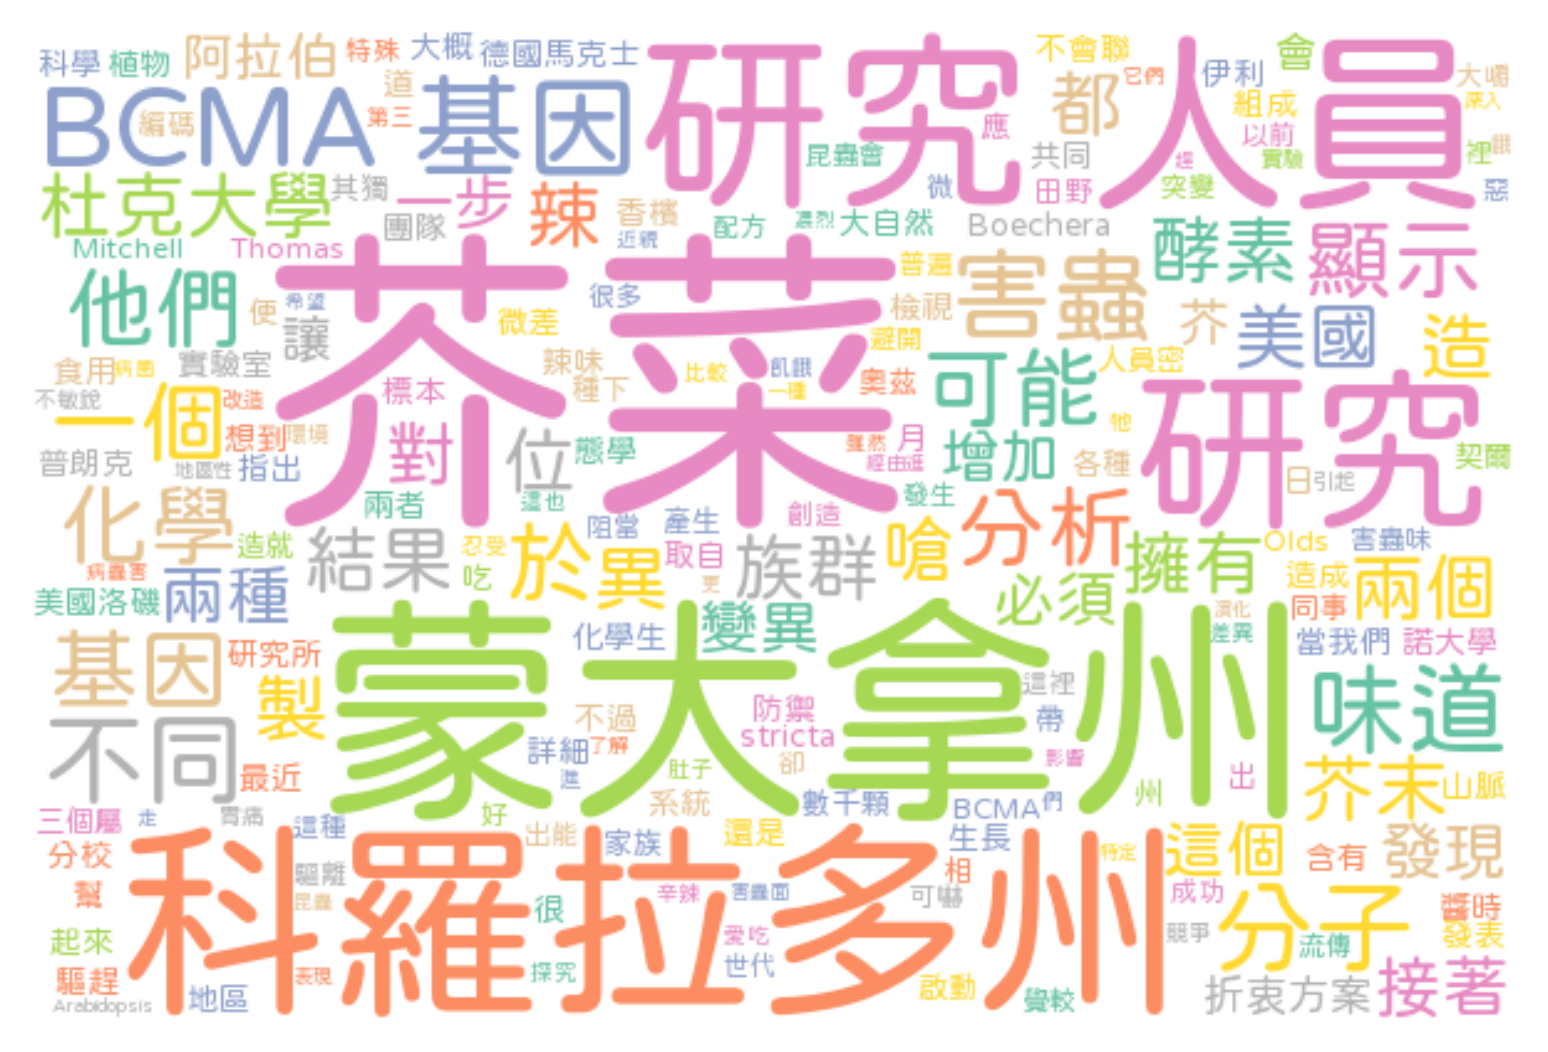 科學 植物 阿拉伯 特殊 大概 德國馬克士 研究人員 不會聯 它們 伊利 會 大嵋
BCMA 編碼 道 第三 基因 都 應 組成 深入
昆蟲會 共同 以前 實驗 裡 餓
杜克大學 其獨 一步 辣 微 田野 趕 突變 惡
團隊 香檳 近親 配方 濃烈 大自然 Boechera
Mitchell Thomas 芥菜 普遍 害蟲 酵素 顯示
他們 便 希望 讓 微差 很多 檢視 芥 美國 造
食用 病菌 實驗室 辣味 種下 比較 飢餓 一種 避開 奧茲 可能 人員密
不敏銳 一個 改造 標本 研究
想到 環境 對 位 態學 雖然 月 增加 牠
普朗克 地區性 指出 經由逛 各種 日 引起 契爾
化學 兩者 這也 阻當 產生 創造 發生 分析
造就 結果 忍受 於 異 取自 族群 嗆 擁有 Olds 害蟲味
病蟲害 兩種 吃 更 必須 造成 兩個
美國洛磯 蒙大拿州 變異 演化 差異 同事
基因 研究所 化學生 當我們 諾大學
製 不過 防禦 這裡 味道
不同 詳細 了解 stricta 帶
最近 進 肚子 卻 影響 出 芥末 山脈
三個屬 走 胃痛 這種 好 系統 數千顆 BCMA 們 州
分校 科羅拉多州 出能 家族 還是 生長 特定 這個 含有 發現
幫 驅離 昆蟲 很 辛辣 害蟲面 可嚇 相 成功 分子 醬時
起來 愛吃 競爭 流傳 發表
驅趕 表現 探究 世代 啟動 接著
Arabidopsis 地區 覺較 折衷方案